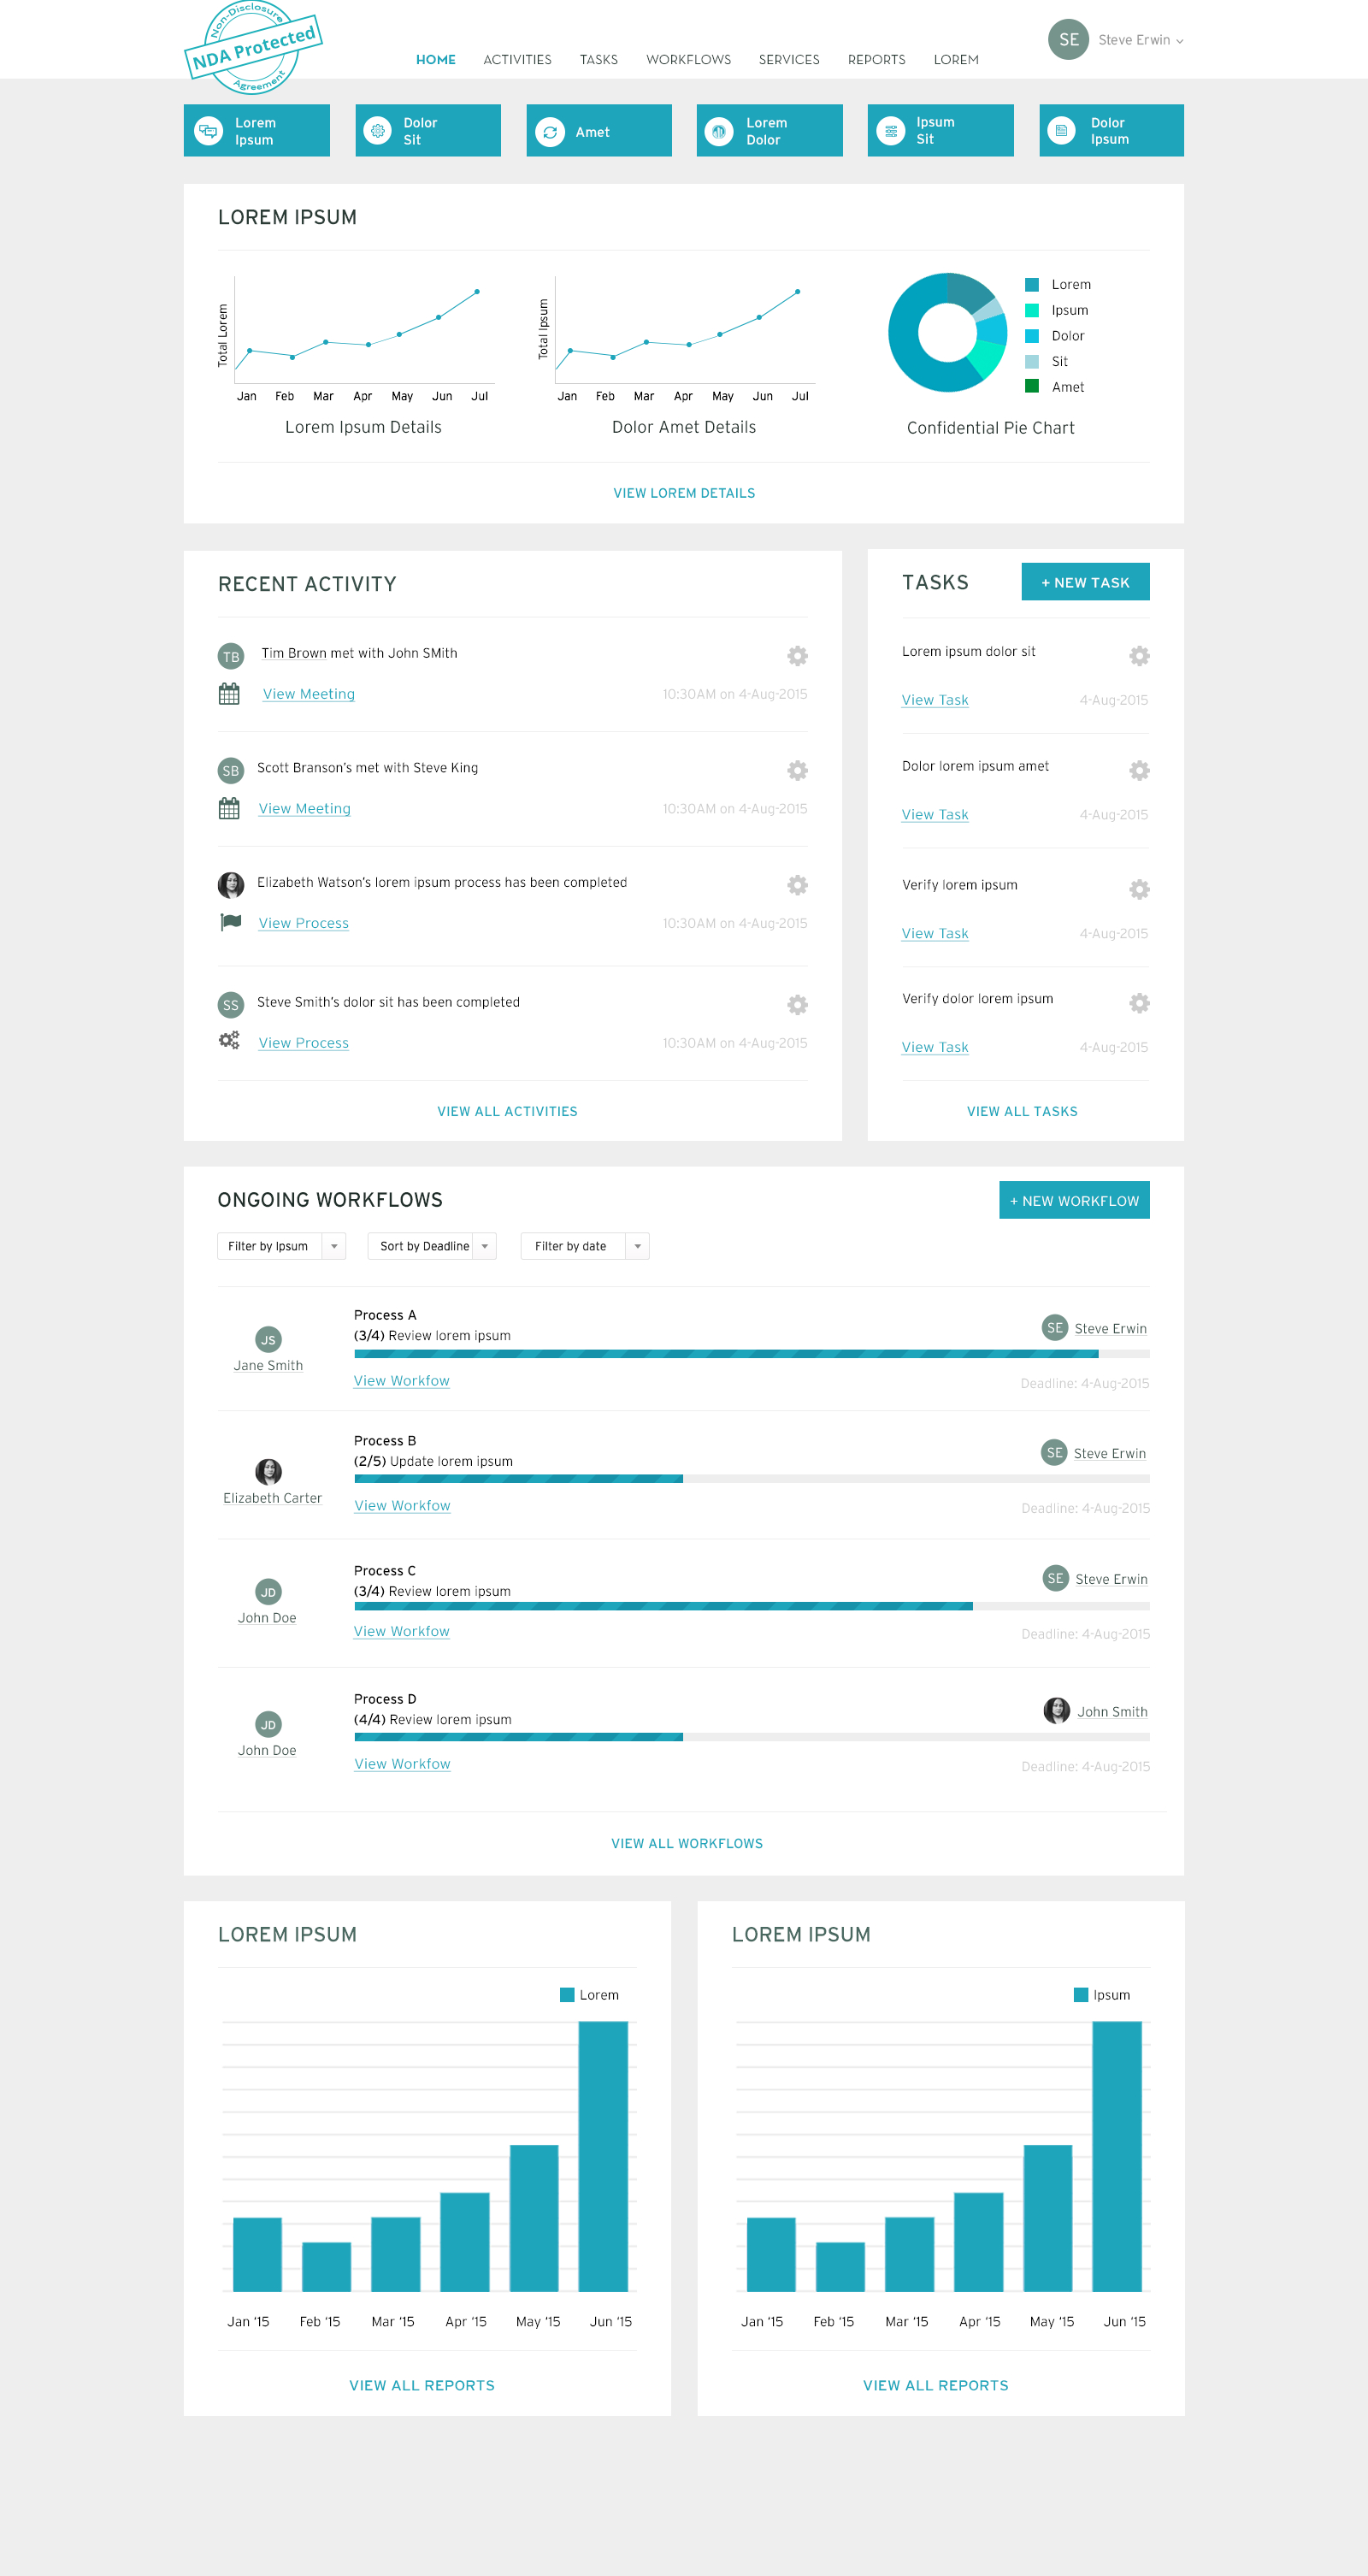 Non-Disclosure
NDA Protected
Agreement
HOME ACTIVITIES TASKS WORKFLOWS SERVICES REPORTS LOREM
SE Steve Erwin
Lorem
Ipsum
Dolor
Sit
Amet
Lorem
Dolor
Ipsum
Sit
Dolor
Ipsum
LOREM IPSUM
Total Lorem
Jan Feb Mar Apr May Jun Jul
Lorem Ipsum Details
Total Ipsum
Jan Feb Mar Apr May Jun Jul
Dolor Amet Details
Lorem
Ipsum
Dolor
Sit
Amet
Confidential Pie Chart
VIEW LOREM DETAILS
RECENT ACTIVITY
TB Tim Brown met with John SMith
View Meeting 10:30AM on 4-Aug-2015
SB Scott Branson's met with Steve King
View Meeting 10:30AM on 4-Aug-2015
Elizabeth Watson's lorem ipsum process has been completed
View Process 10:30AM on 4-Aug-2015
SS Steve Smith's dolor sit has been completed
View Process 10:30AM on 4-Aug-2015
VIEW ALL ACTIVITIES
TASKS + NEW TASK
Lorem ipsum dolor sit
View Task 4-Aug-2015
Dolor lorem ipsum amet
View Task 4-Aug-2015
Verify lorem ipsum
View Task 4-Aug-2015
Verify dolor lorem ipsum
View Task 4-Aug-2015
VIEW ALL TASKS
ONGOING WORKFLOWS + NEW WORKFLOW
Filter by Ipsum Sort by Deadline Filter by date
JS
Jane Smith
Process A
(3/4) Review lorem ipsum
SE Steve Erwin
View Workfow Deadline: 4-Aug-2015
Elizabeth Carter
Process B
(2/5) Update lorem ipsum
SE Steve Erwin
View Workfow Deadline: 4-Aug-2015
JD
John Doe
Process C
(3/4) Review lorem ipsum
SE Steve Erwin
View Workfow Deadline: 4-Aug-2015
JD
John Doe
Process D
(4/4) Review lorem ipsum
John Smith
View Workfow Deadline: 4-Aug-2015
VIEW ALL WORKFLOWS
LOREM IPSUM
Lorem
Jan '15 Feb '15 Mar '15 Apr '15 May '15 Jun '15
VIEW ALL REPORTS
LOREM IPSUM
Ipsum
Jan '15 Feb '15 Mar '15 Apr '15 May '15 Jun '15
VIEW ALL REPORTS